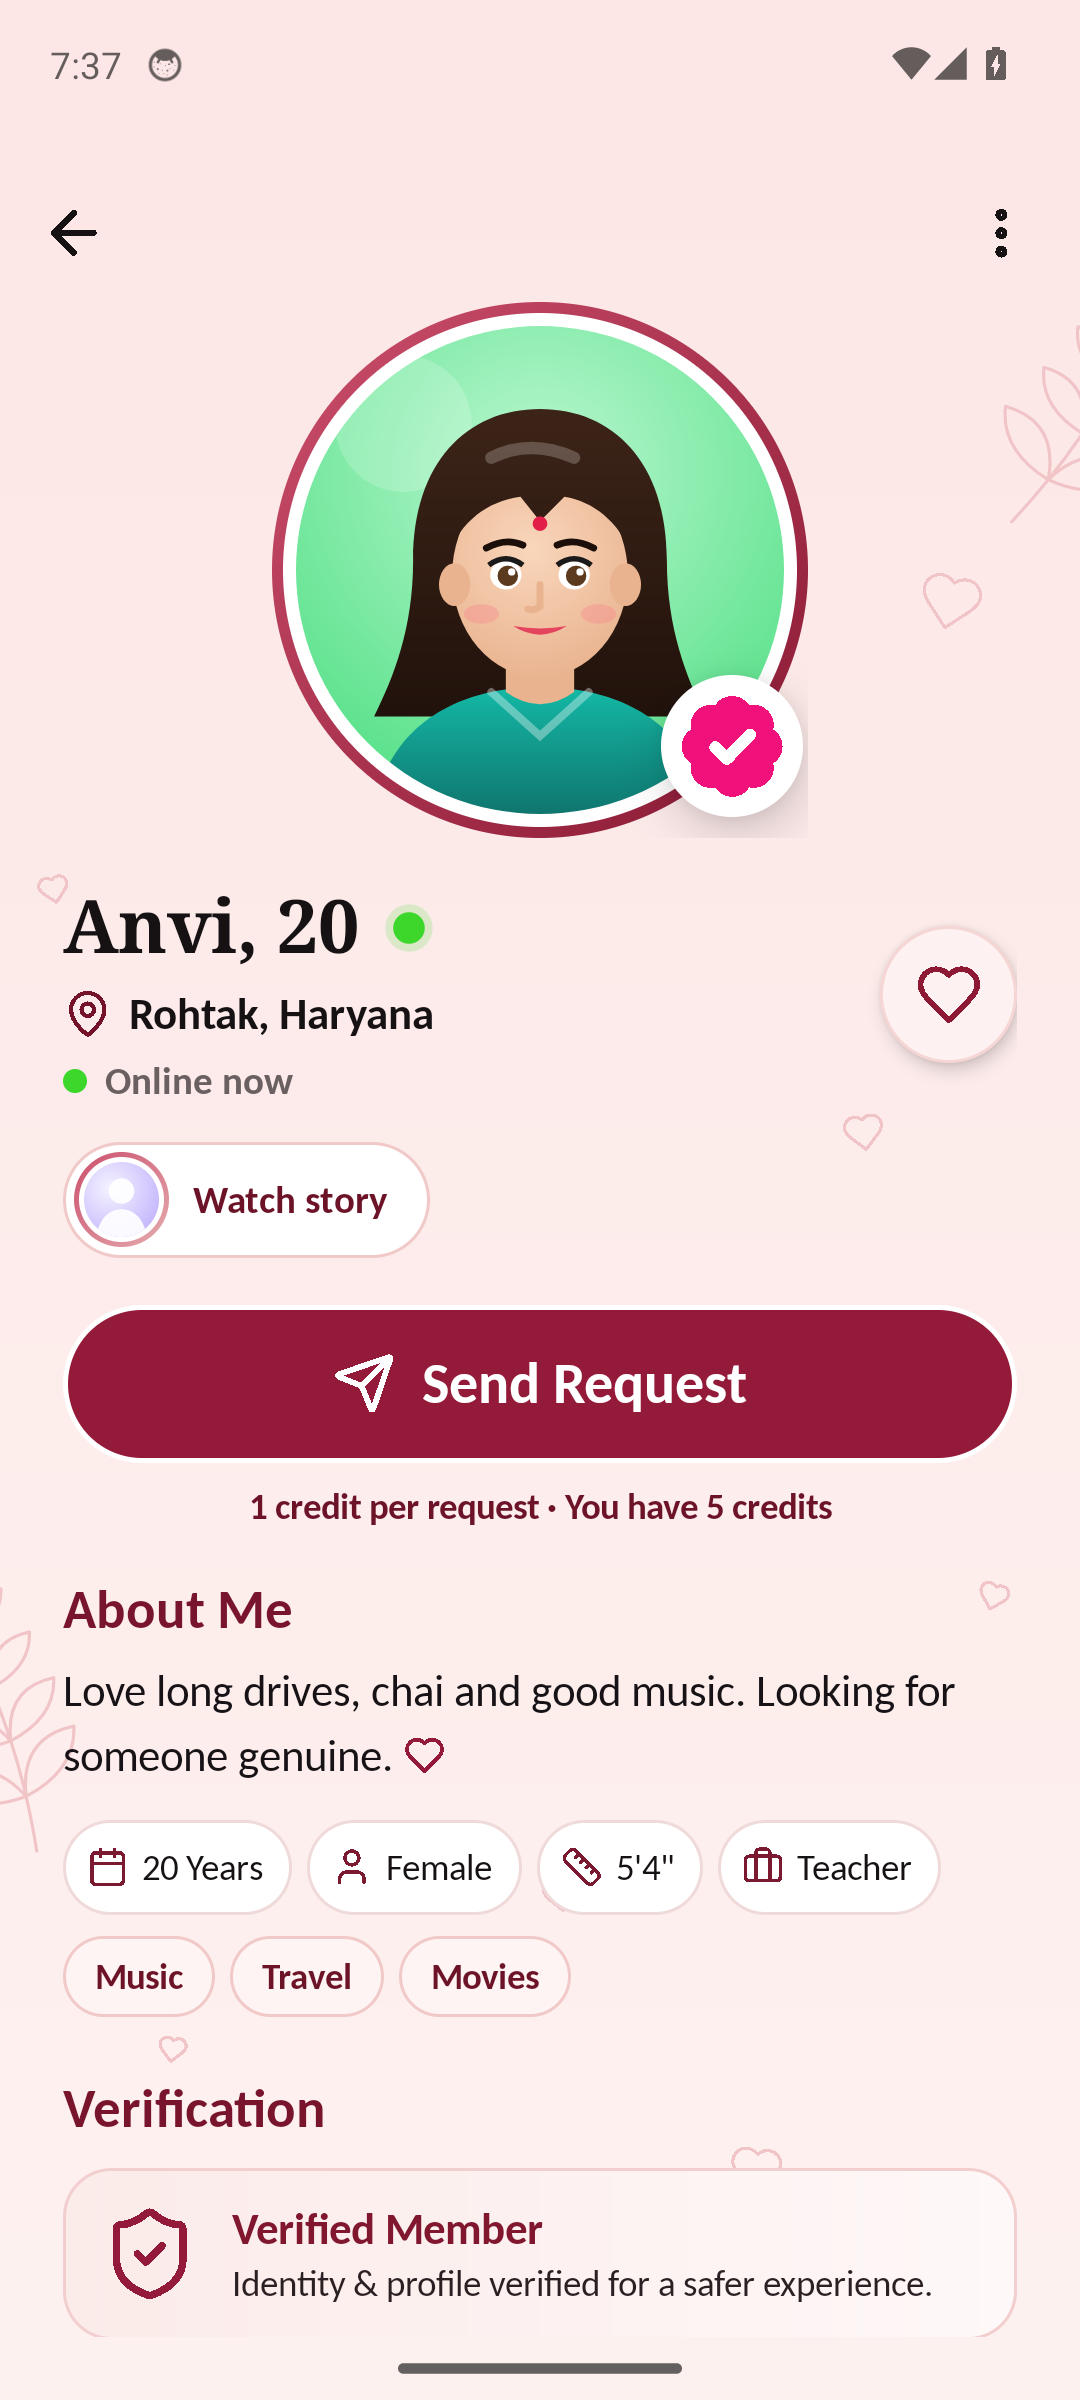 7:37
Anvi, 20
Rohtak, Haryana
Online now
Watch story
Send Request
1 credit per request · You have 5 credits
About Me
Love long drives, chai and good music. Looking for
someone genuine.
20 Years Female 5'4" Teacher
Music Travel Movies
Verification
Verified Member
Identity & profile verified for a safer experience.